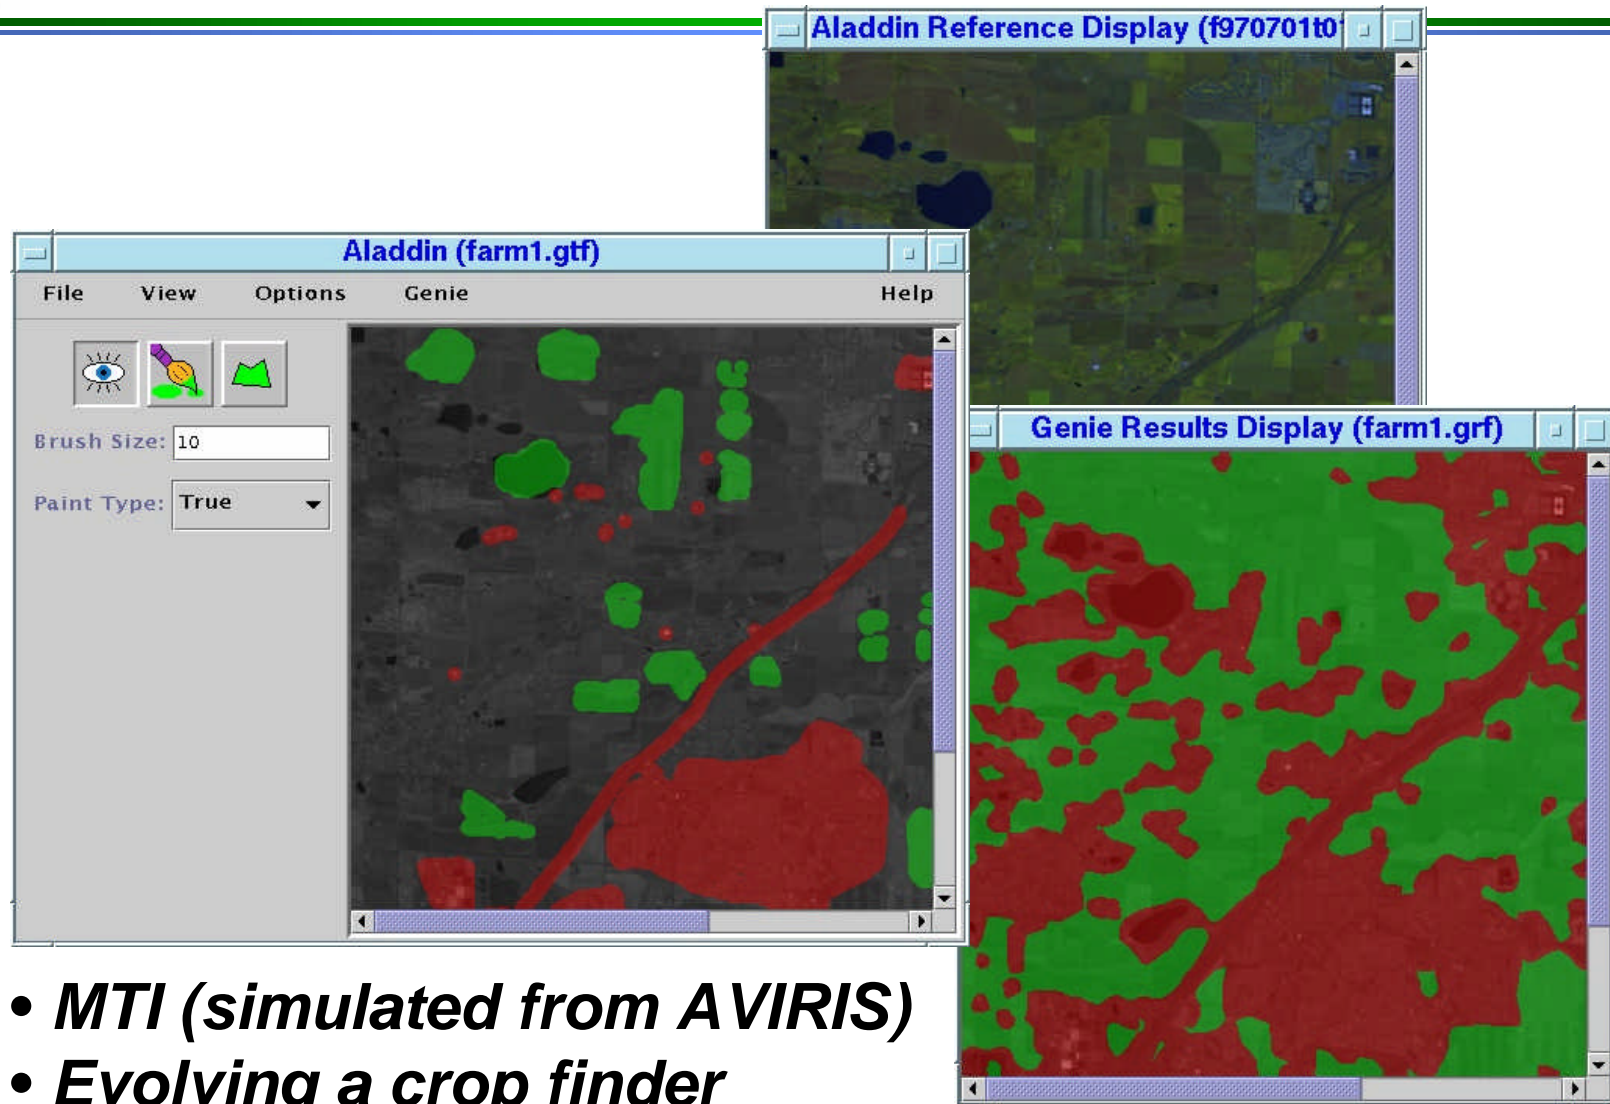 Aladdin Reference Display (f970701t01
Aladdin (farm1.gtf)
File View Options Genie Help
Brush Size: 10
Paint Type: True
Genie Results Display (farm1.grf)
• MTI (simulated from AVIRIS)
• Evolving a crop finder